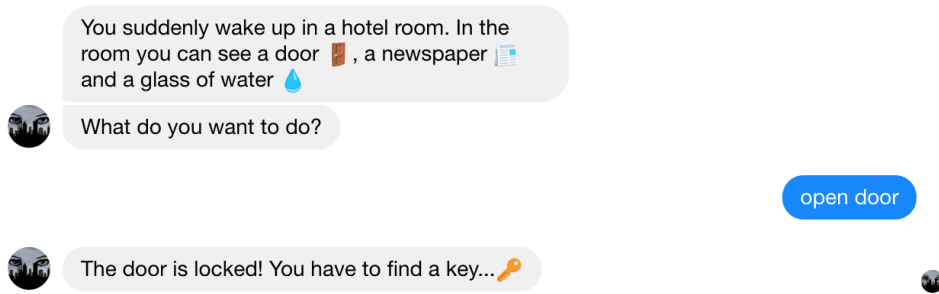 You suddenly wake up in a hotel room. In the
room you can see a door 🚪, a newspaper 📰
and a glass of water 💧
What do you want to do?
open door
The door is locked! You have to find a key...🔑